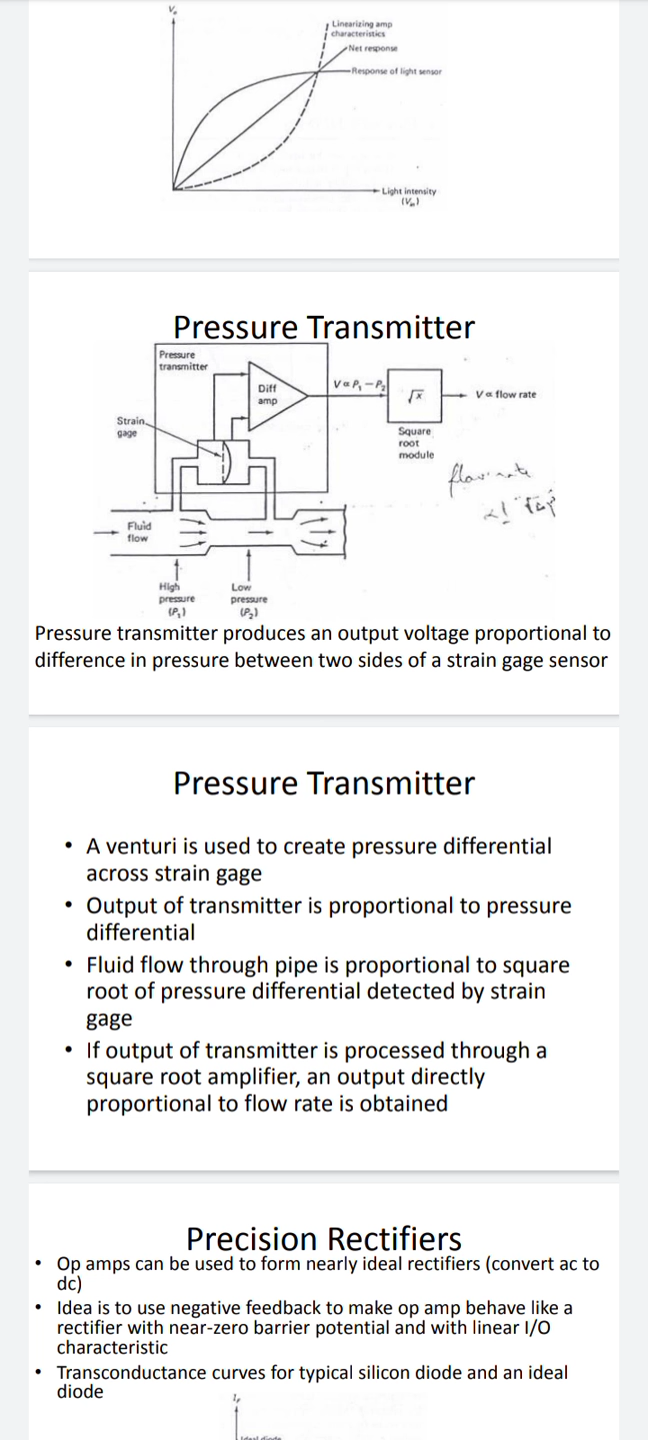 Vₒ
Linearizing amp
characteristics
Net response
Response of light sensor
Light intensity
(Vᵢₙ)
Pressure Transmitter
Pressure
transmitter
Diff
amp
V α P₁ – P₂
√x
V α flow rate
Strain
gage
Square
root
module
flow rate
Fluid
flow
High
pressure
(P₁)
Low
pressure
(P₂)
Pressure transmitter produces an output voltage proportional to
difference in pressure between two sides of a strain gage sensor
Pressure Transmitter
• A venturi is used to create pressure differential
across strain gage
• Output of transmitter is proportional to pressure
differential
• Fluid flow through pipe is proportional to square
root of pressure differential detected by strain
gage
• If output of transmitter is processed through a
square root amplifier, an output directly
proportional to flow rate is obtained
Precision Rectifiers
• Op amps can be used to form nearly ideal rectifiers (convert ac to
dc)
• Idea is to use negative feedback to make op amp behave like a
rectifier with near-zero barrier potential and with linear I/O
characteristic
• Transconductance curves for typical silicon diode and an ideal
diode